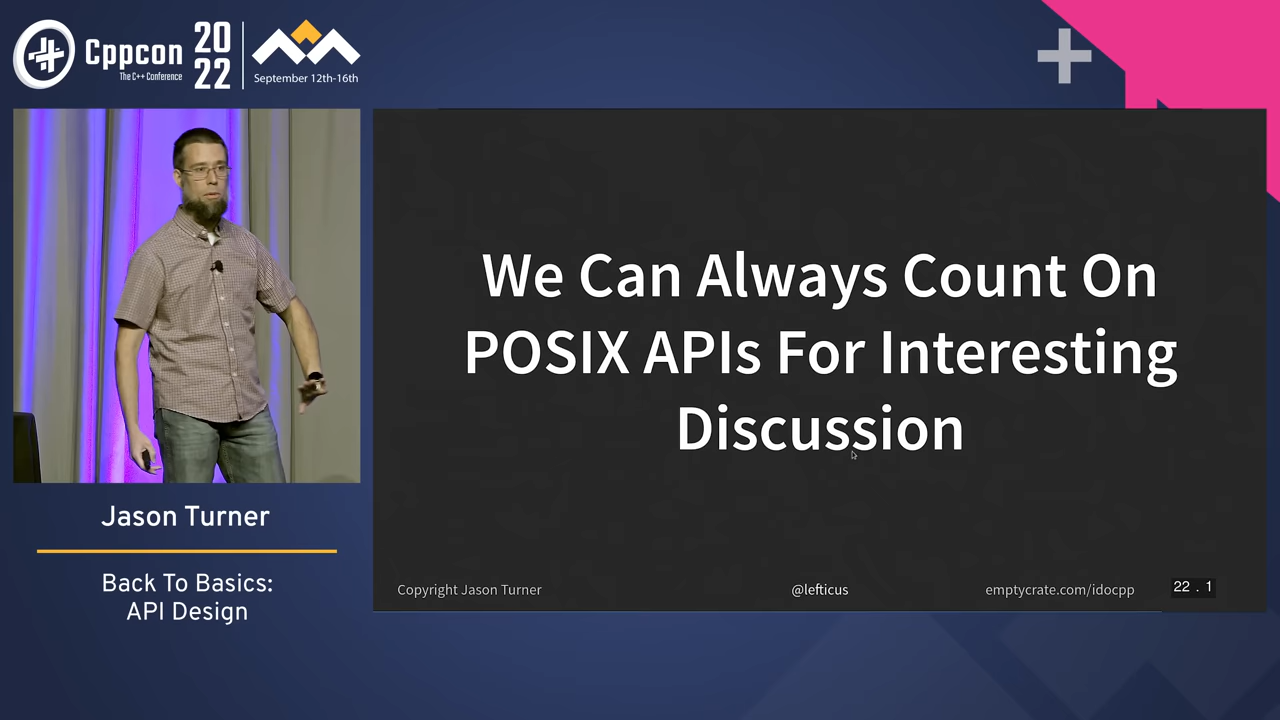 Cppcon
The C++ Conference
20
22
September 12th-16th
We Can Always Count On
POSIX APIs For Interesting
Discussion
Copyright Jason Turner
@lefticus
emptycrate.com/idocpp
22 . 1
Jason Turner
Back To Basics:
API Design